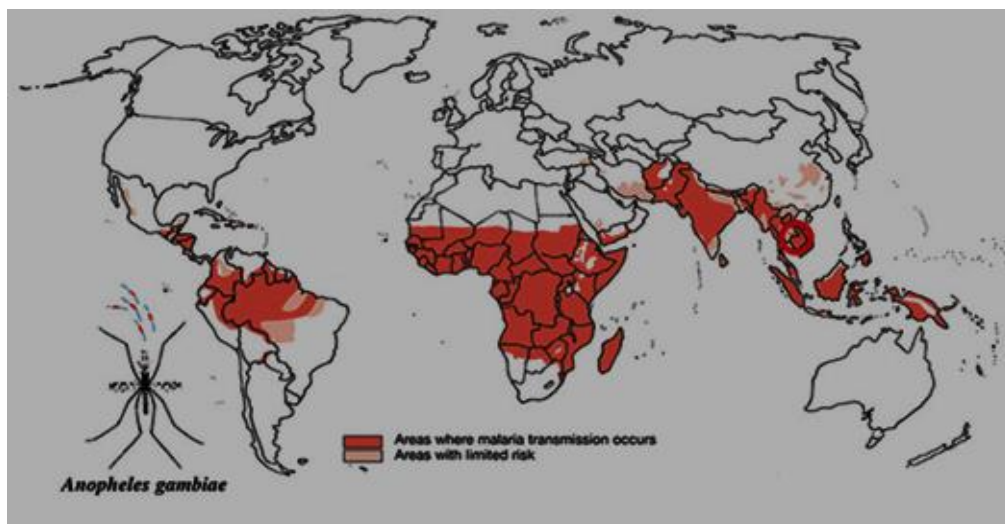 Areas where malaria transmission occurs
Areas with limited risk
Anopheles gambiae